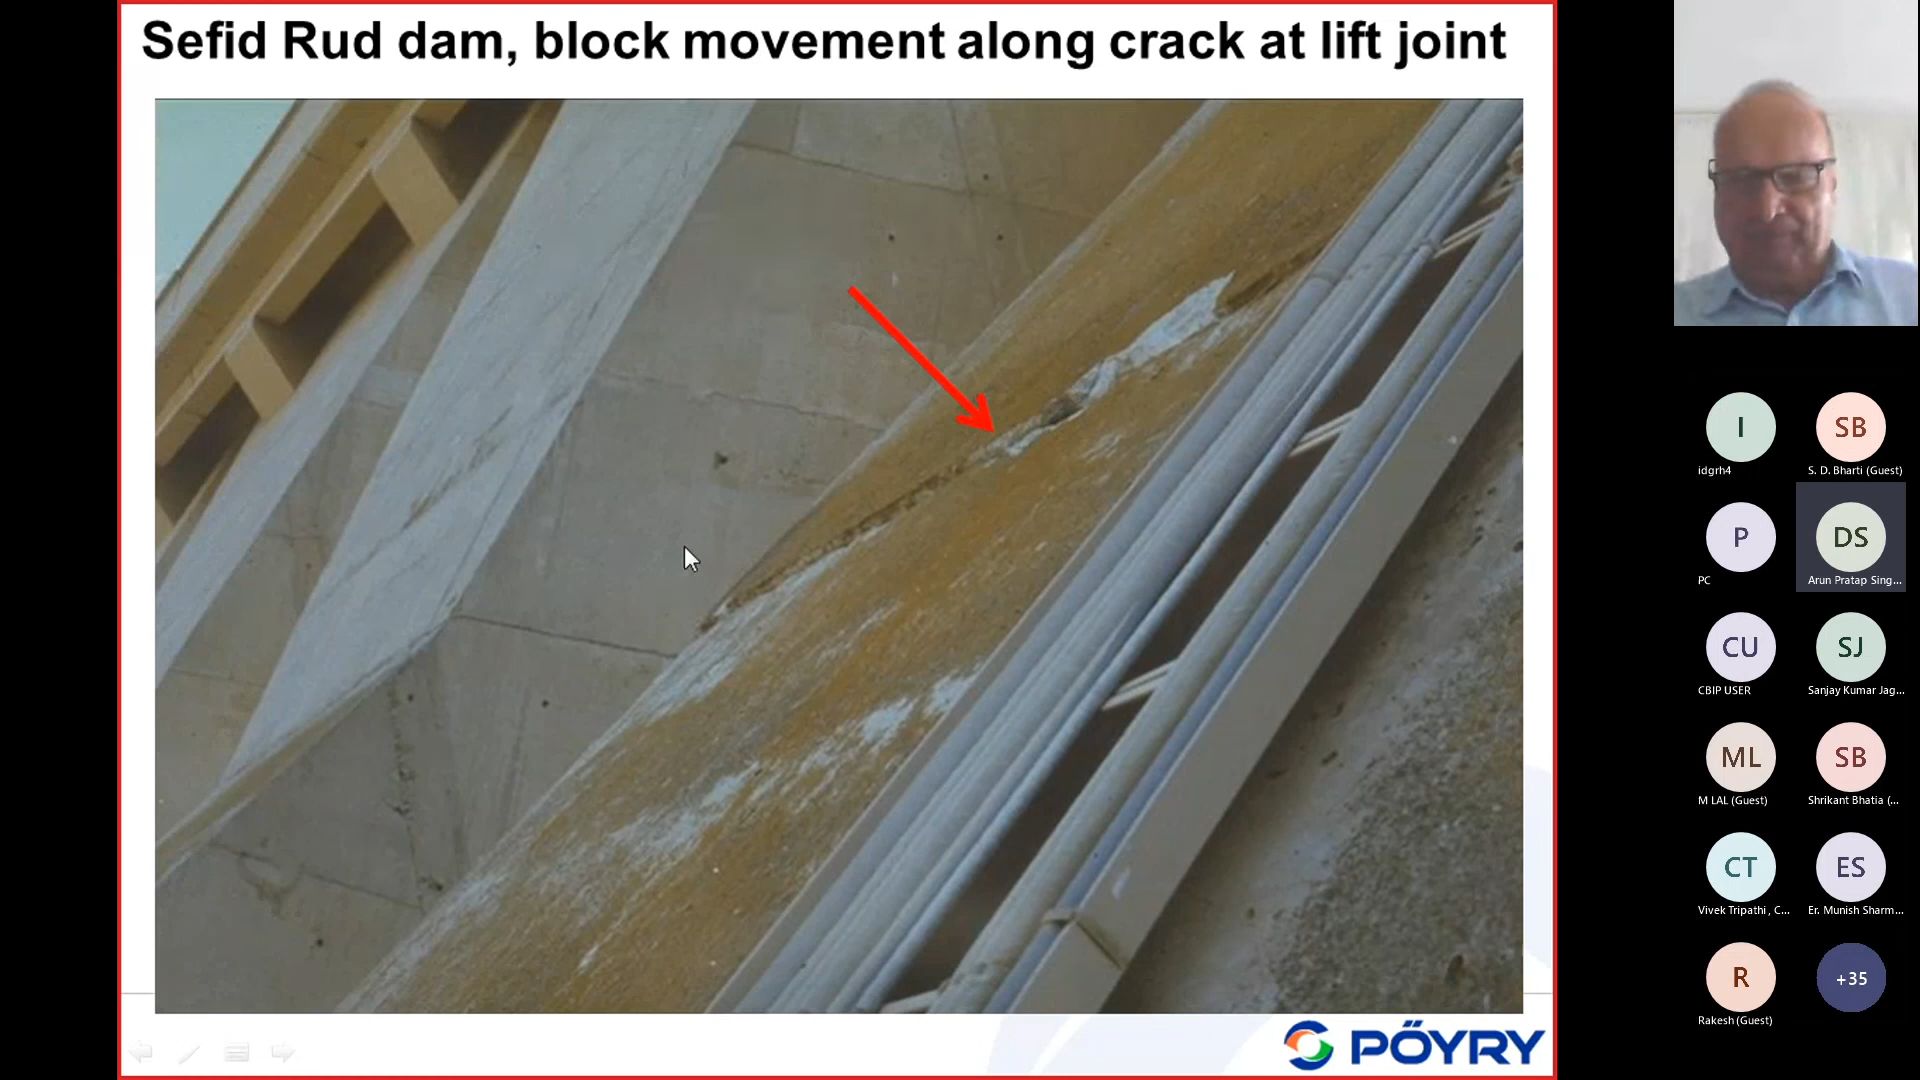 Sefid Rud dam, block movement along crack at lift joint
PÖYRY
I
idgrh4
SB
S. D. Bharti (Guest)
P
PC
DS
Arun Pratap Sing...
CU
CBIP USER
SJ
Sanjay Kumar Jag...
ML
M LAL (Guest)
SB
Shrikant Bhatia (...
CT
Vivek Tripathi , C...
ES
Er. Munish Sharm...
R
Rakesh (Guest)
+35